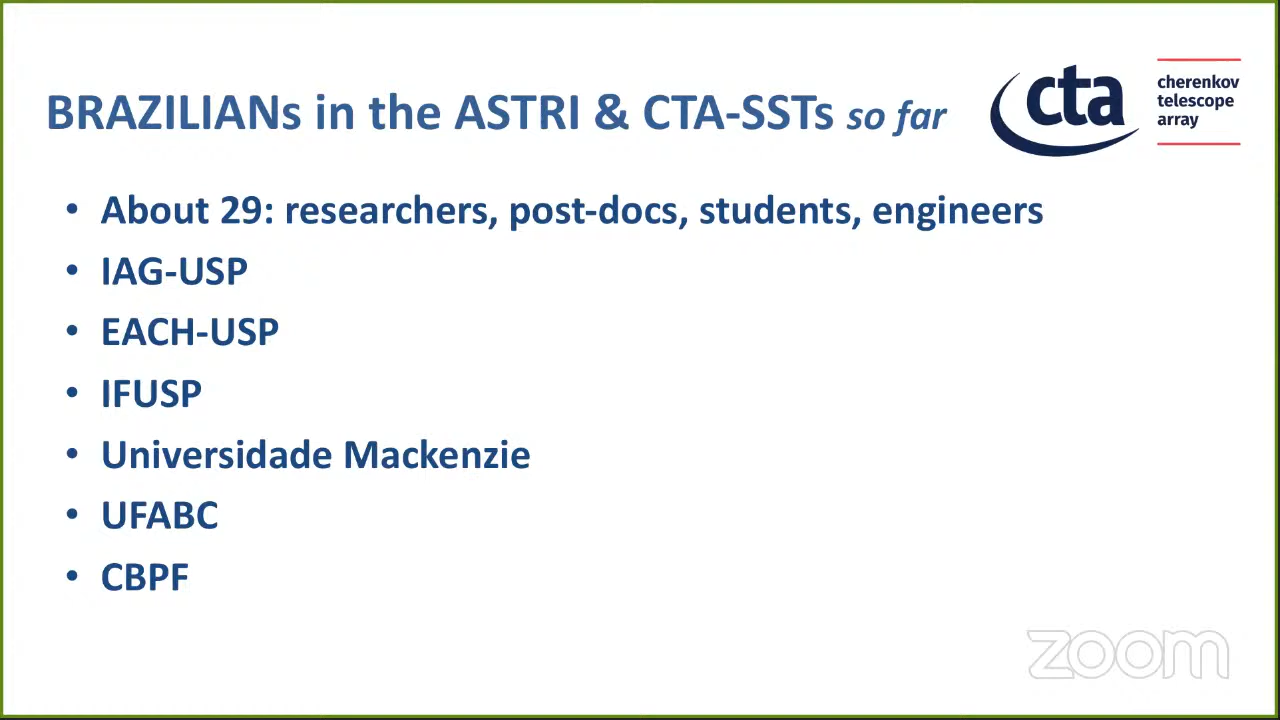 BRAZILIANs in the ASTRI & CTA-SSTs so far
cta
cherenkov
telescope
array
• About 29: researchers, post-docs, students, engineers
• IAG-USP
• EACH-USP
• IFUSP
• Universidade Mackenzie
• UFABC
• CBPF
zoom